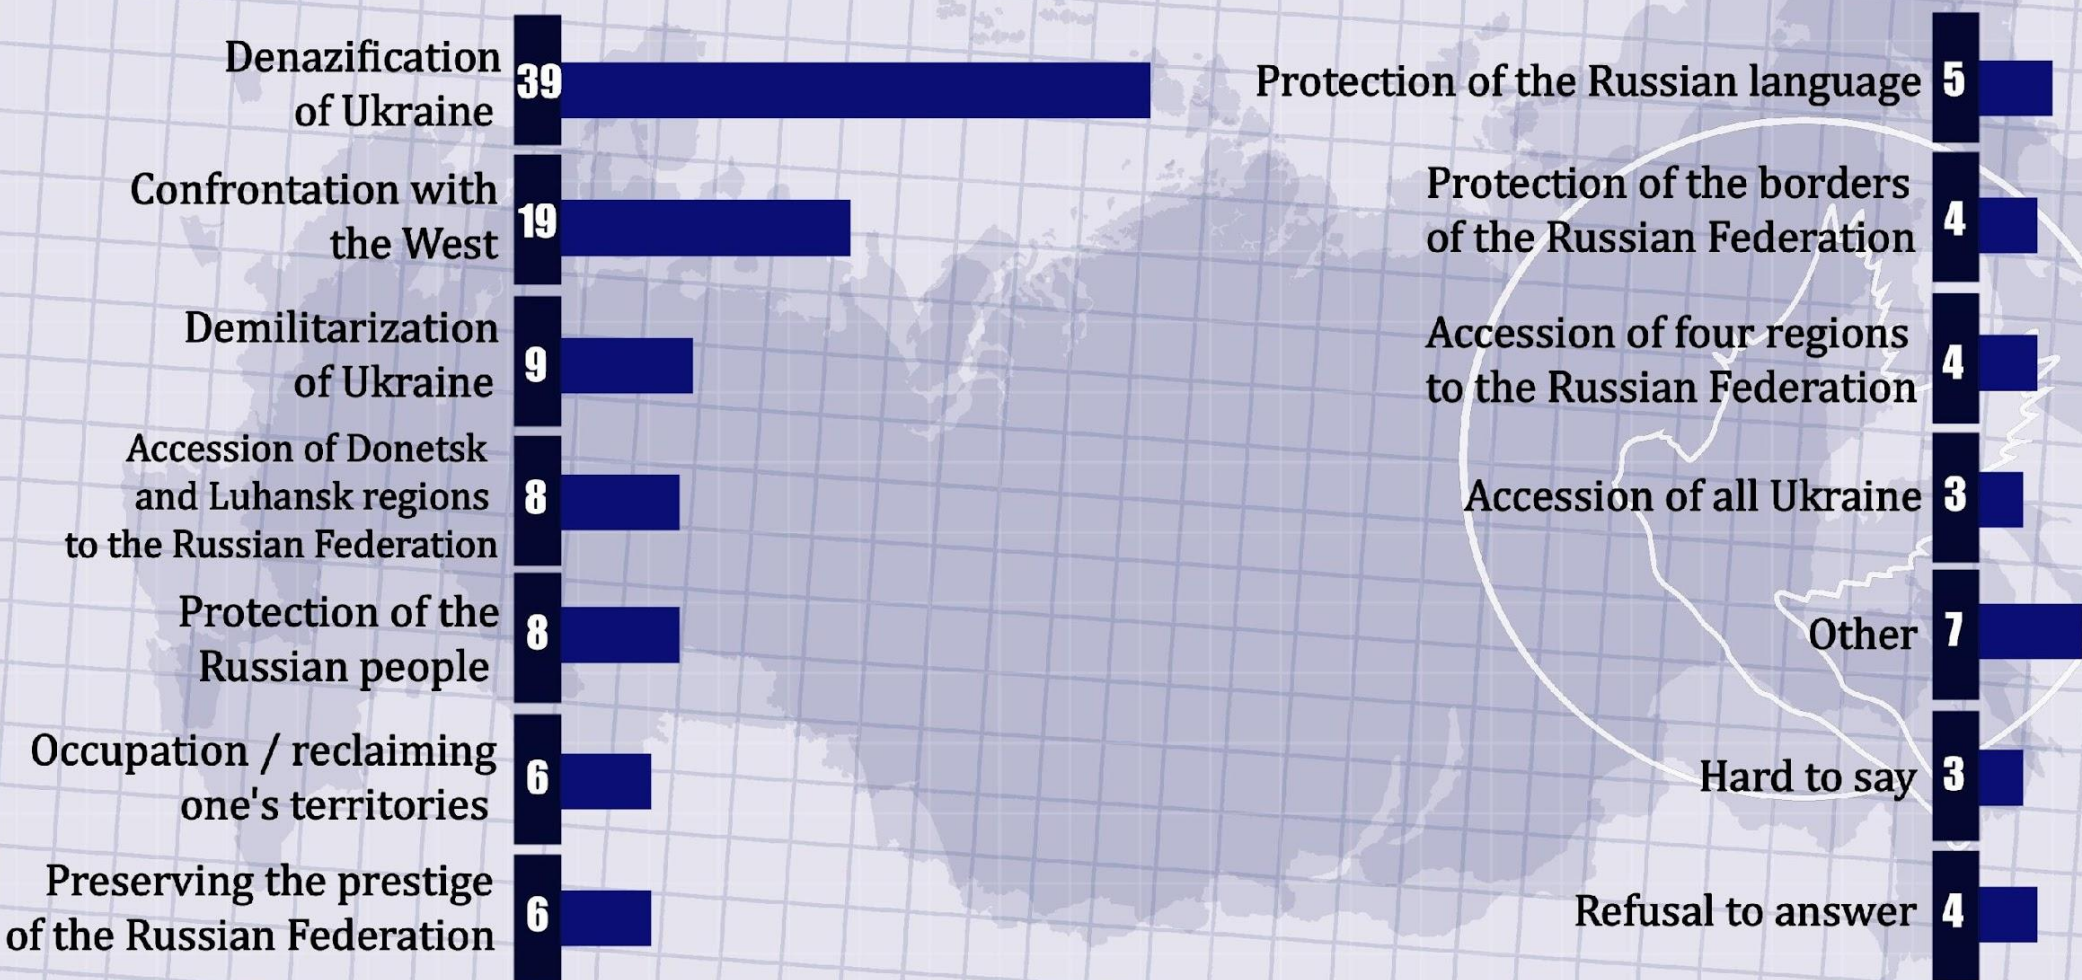 Denazification
of Ukraine
39
Confrontation with
the West
19
Demilitarization
of Ukraine
9
Accession of Donetsk
and Luhansk regions
to the Russian Federation
8
Protection of the
Russian people
8
Occupation / reclaiming
one's territories
6
Preserving the prestige
of the Russian Federation
6
Protection of the Russian language
5
Protection of the borders
of the Russian Federation
4
Accession of four regions
to the Russian Federation
4
Accession of all Ukraine
3
Other
7
Hard to say
3
Refusal to answer
4